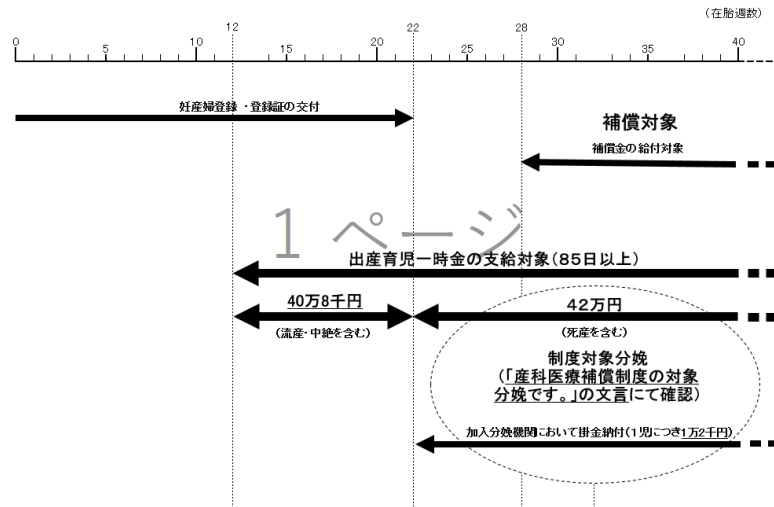 （在胎週数）
12 22 28
0 5 10 15 20 25 30 35 40
妊産婦登録・登録証の交付
補償対象
補償金の給付対象
1 ページ
出産育児一時金の支給対象（85日以上）
40万8千円
（流産・中絶を含む）
42万円
（死産を含む）
制度対象分娩
（「産科医療補償制度の対象
分娩です。」の文言にて確認）
加入分娩機関において掛金納付（1児につき1万2千円）